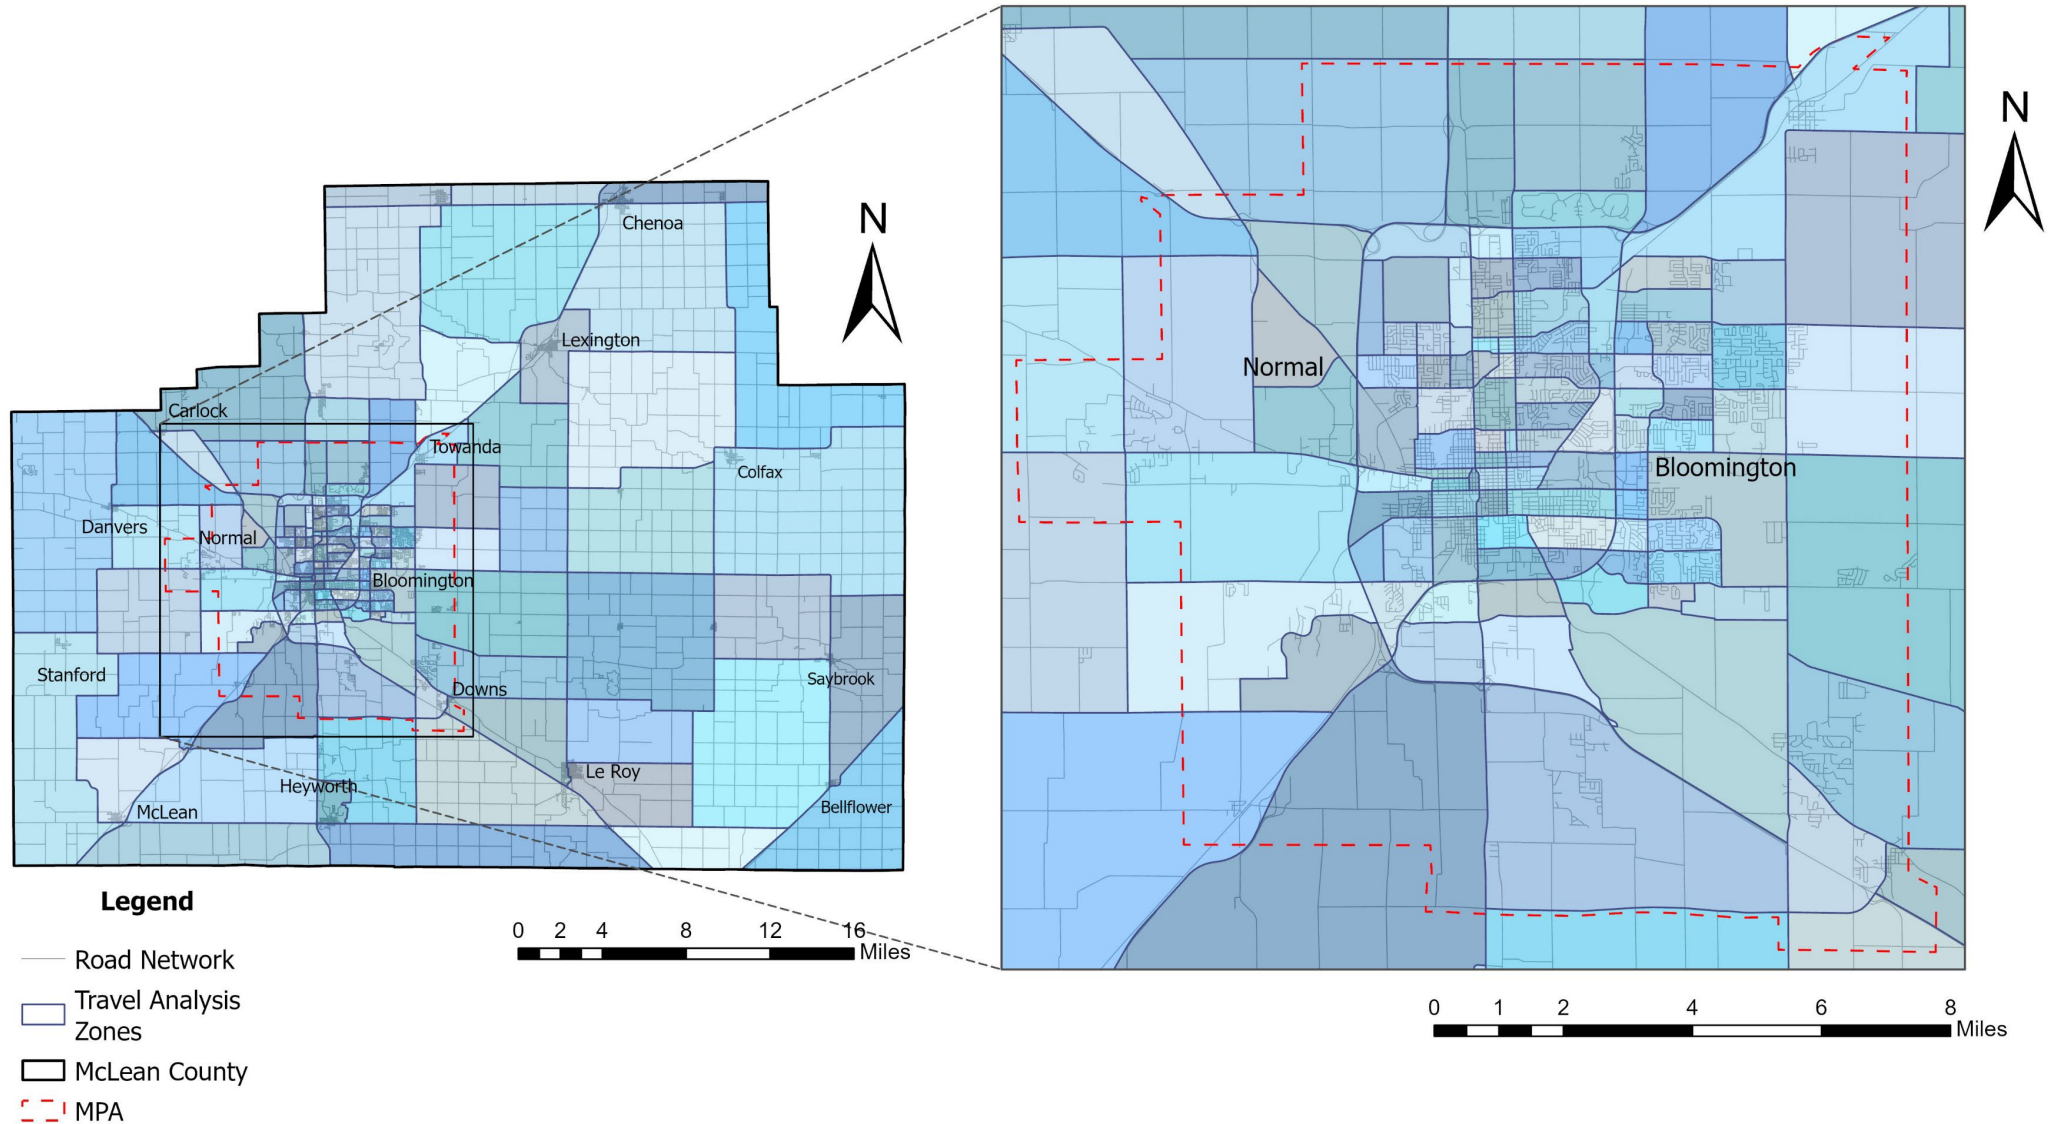 N
Chenoa
Lexington
Carlock
Towanda
Colfax
Danvers
Normal
Bloomington
Stanford
Downs
Saybrook
Le Roy
Heyworth
McLean
Bellflower
Legend
Road Network
Travel Analysis
Zones
McLean County
MPA
0 2 4 8 12 16
Miles
N
Normal
Bloomington
0 1 2 4 6 8
Miles